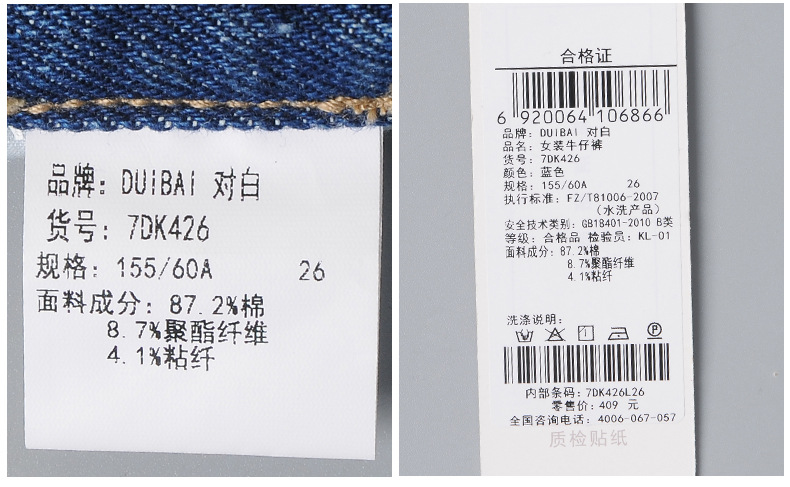 品牌: DUIBAI 对白
货号: 7DK426
规格: 155/60A 26
面料成分: 87.2%棉
8.7%聚酯纤维
4.1%粘纤
合格证
6 920064 106866
品牌: DUIBAI 对白
品名: 女装牛仔裤
货号: 7DK426
颜色: 蓝色
规格: 155/60A 26
执行标准: FZ/T81006-2007
(水洗产品)
安全技术类别: GB18401-2010 B类
等级: 合格品 检验员: KL-01
面料成分: 87.2%棉
8.7%聚酯纤维
4.1%粘纤
洗涤说明:
内部条码: 7DK426L26
零售价: 409 元
全国咨询电话: 4006-067-057
质检贴纸